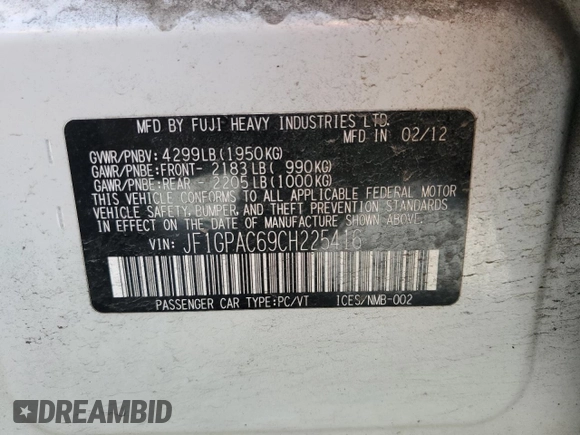 MFD BY FUJI HEAVY INDUSTRIES LTD.
MFD IN 02/12
GVWR/PNBV: 4299LB(1950KG)
GAWR/PNBE:FRONT- 2183LB( 990KG)
GAWR/PNBE:REAR - 2205LB(1000KG)
THIS VEHICLE CONFORMS TO ALL APPLICABLE FEDERAL MOTOR
VEHICLE SAFETY, BUMPER, AND THEFT PREVENTION STANDARDS
IN EFFECT ON THE DATE OF MANUFACTURE SHOWN ABOVE.
VIN: JF1GPAC69CH225416
PASSENGER CAR TYPE:PC/VT ICES/NMB-002
DREAMBID